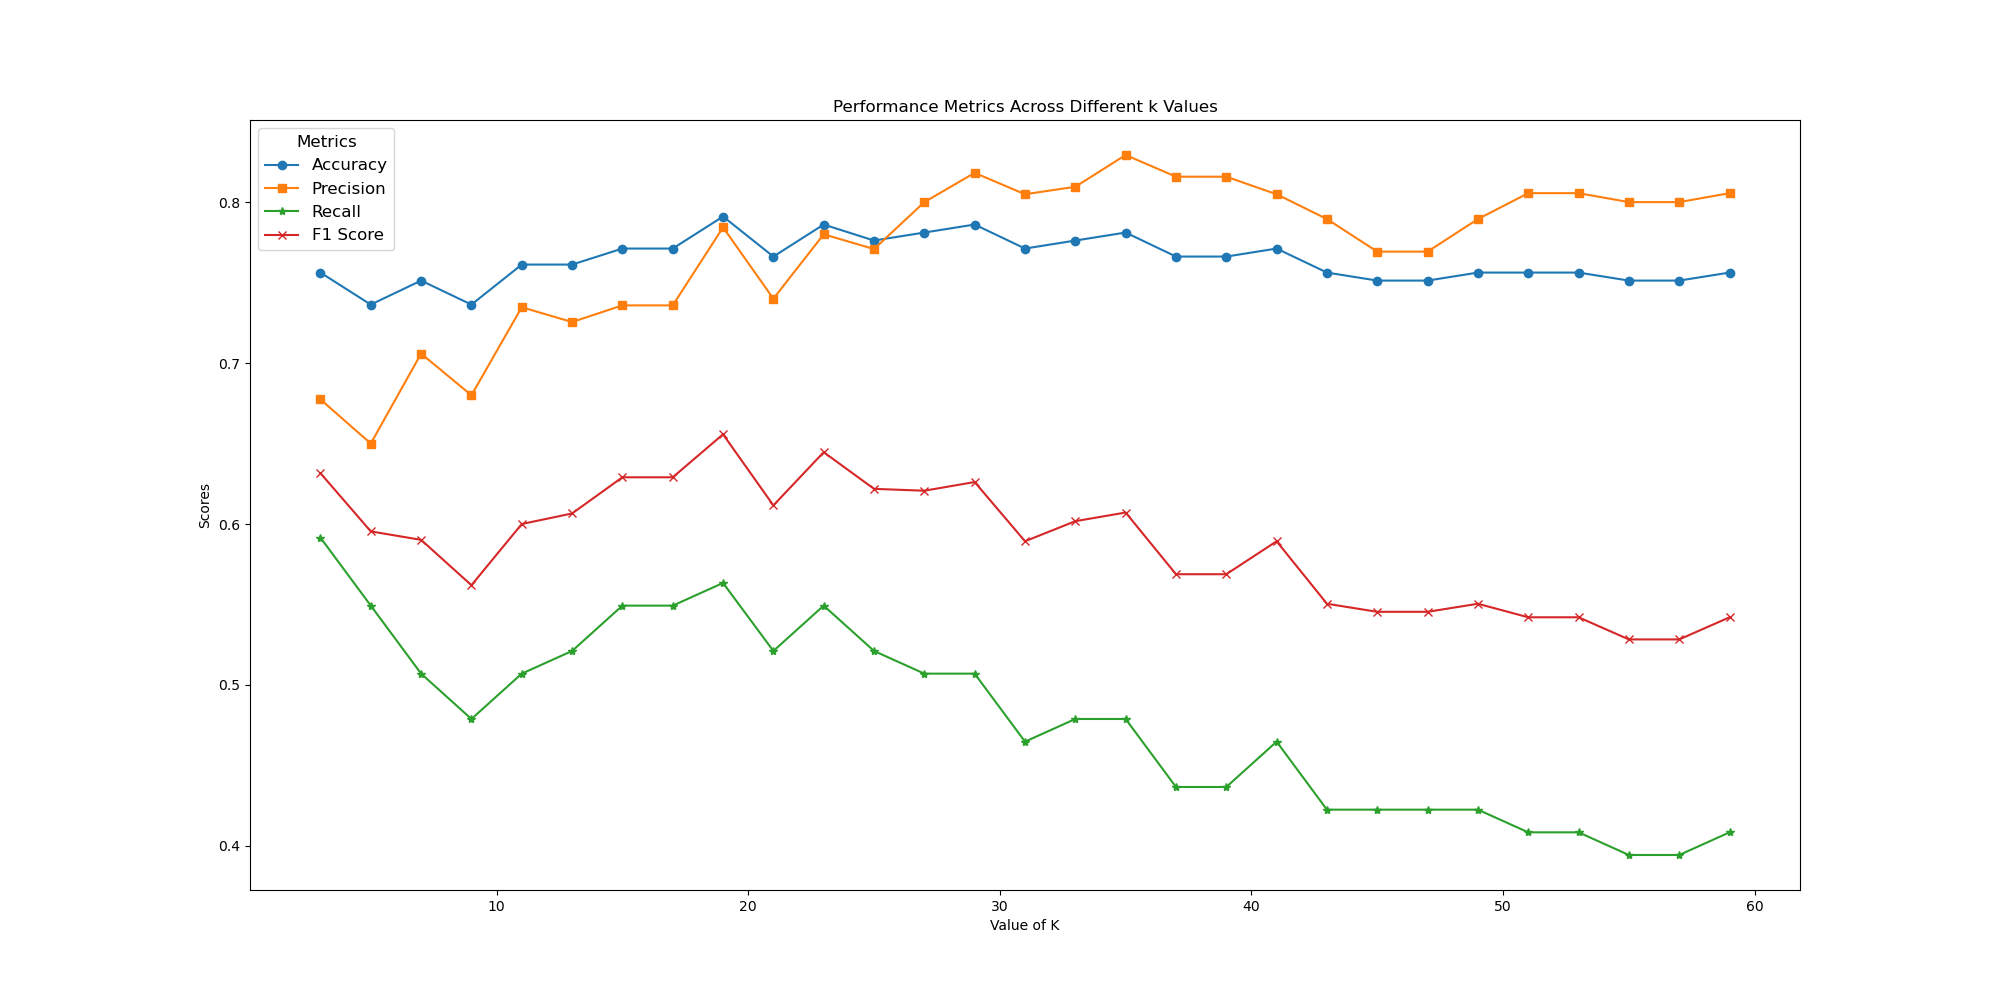 Performance Metrics Across Different k Values
Metrics
Accuracy
Precision
Recall
F1 Score
Scores
0.8
0.7
0.6
0.5
0.4
10 20 30 40 50 60
Value of K